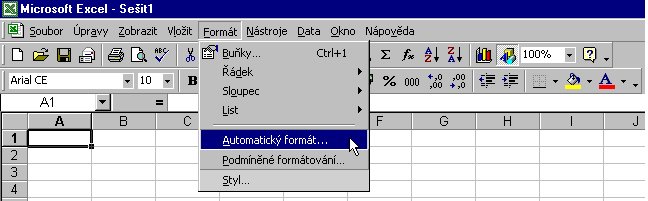 Microsoft Excel - Sešit1
Soubor Úpravy Zobrazit Vložit Formát Nástroje Data Okno Nápověda
100%
Arial CE 10 B % 000
A1 =
Buňky... Ctrl+1
Řádek
Sloupec
List
Automatický formát...
Podmíněné formátování...
Styl...
A B C F G H I J
1
2
3
4